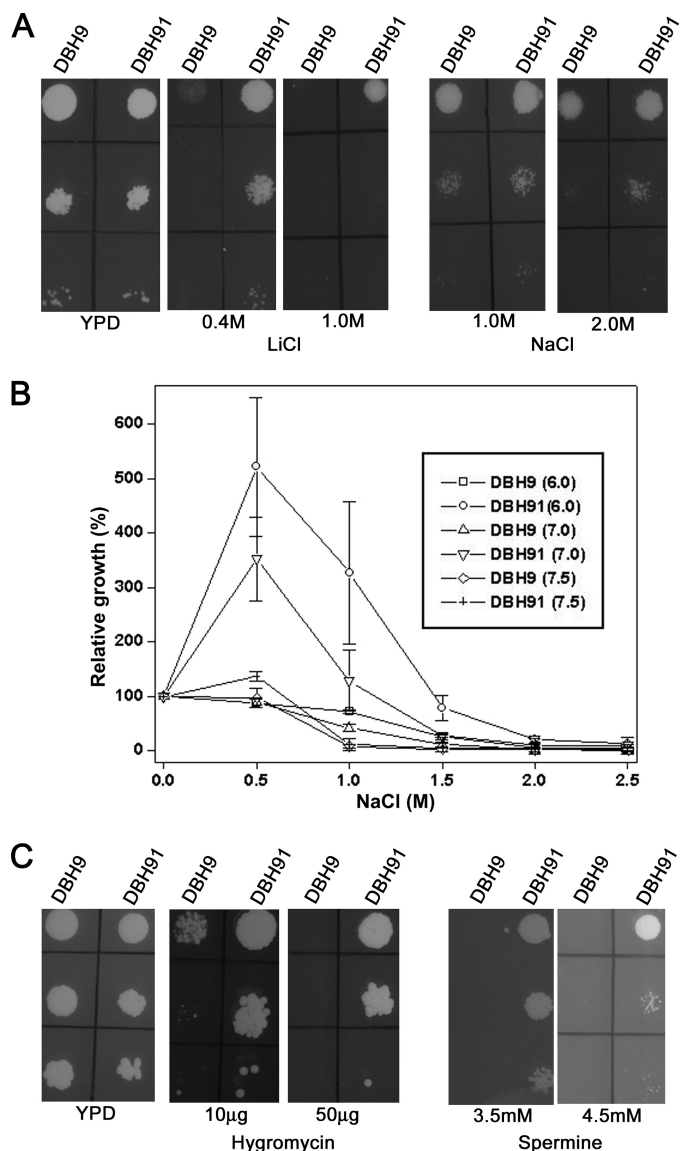 A
DBH9 DBH91 DBH9 DBH91 DBH9 DBH91 DBH9 DBH91 DBH9 DBH91
YPD 0.4M 1.0M 1.0M 2.0M
LiCl NaCl
B
Relative growth (%)
600
500
400
300
200
100
0
DBH9 (6.0)
DBH91(6.0)
DBH9 (7.0)
DBH91 (7.0)
DBH9 (7.5)
DBH91 (7.5)
0.0 0.5 1.0 1.5 2.0 2.5
NaCl (M)
C
DBH9 DBH91 DBH9 DBH91 DBH9 DBH91 DBH9 DBH91 DBH9 DBH91
YPD 10μg 50μg 3.5mM 4.5mM
Hygromycin Spermine